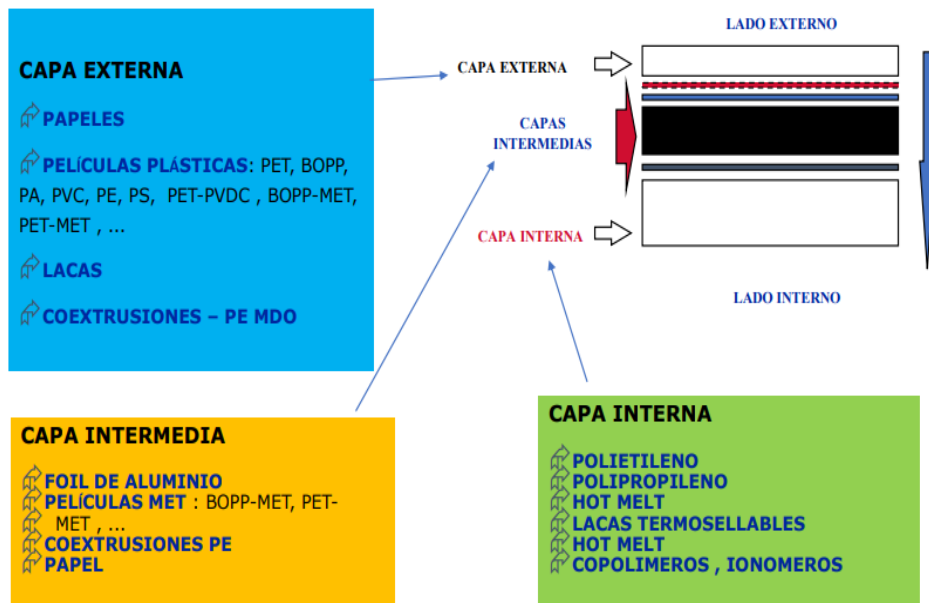 CAPA EXTERNA
PAPELES
PELÍCULAS PLÁSTICAS: PET, BOPP,
PA, PVC, PE, PS, PET-PVDC , BOPP-MET,
PET-MET , ...
LACAS
COEXTRUSIONES – PE MDO
LADO EXTERNO
CAPA EXTERNA
CAPAS
INTERMEDIAS
CAPA INTERNA
LADO INTERNO
CAPA INTERMEDIA
FOIL DE ALUMINIO
PELÍCULAS MET : BOPP-MET, PET-
MET , ...
COEXTRUSIONES PE
PAPEL
CAPA INTERNA
POLIETILENO
POLIPROPILENO
HOT MELT
LACAS TERMOSELLABLES
HOT MELT
COPOLIMEROS , IONOMEROS